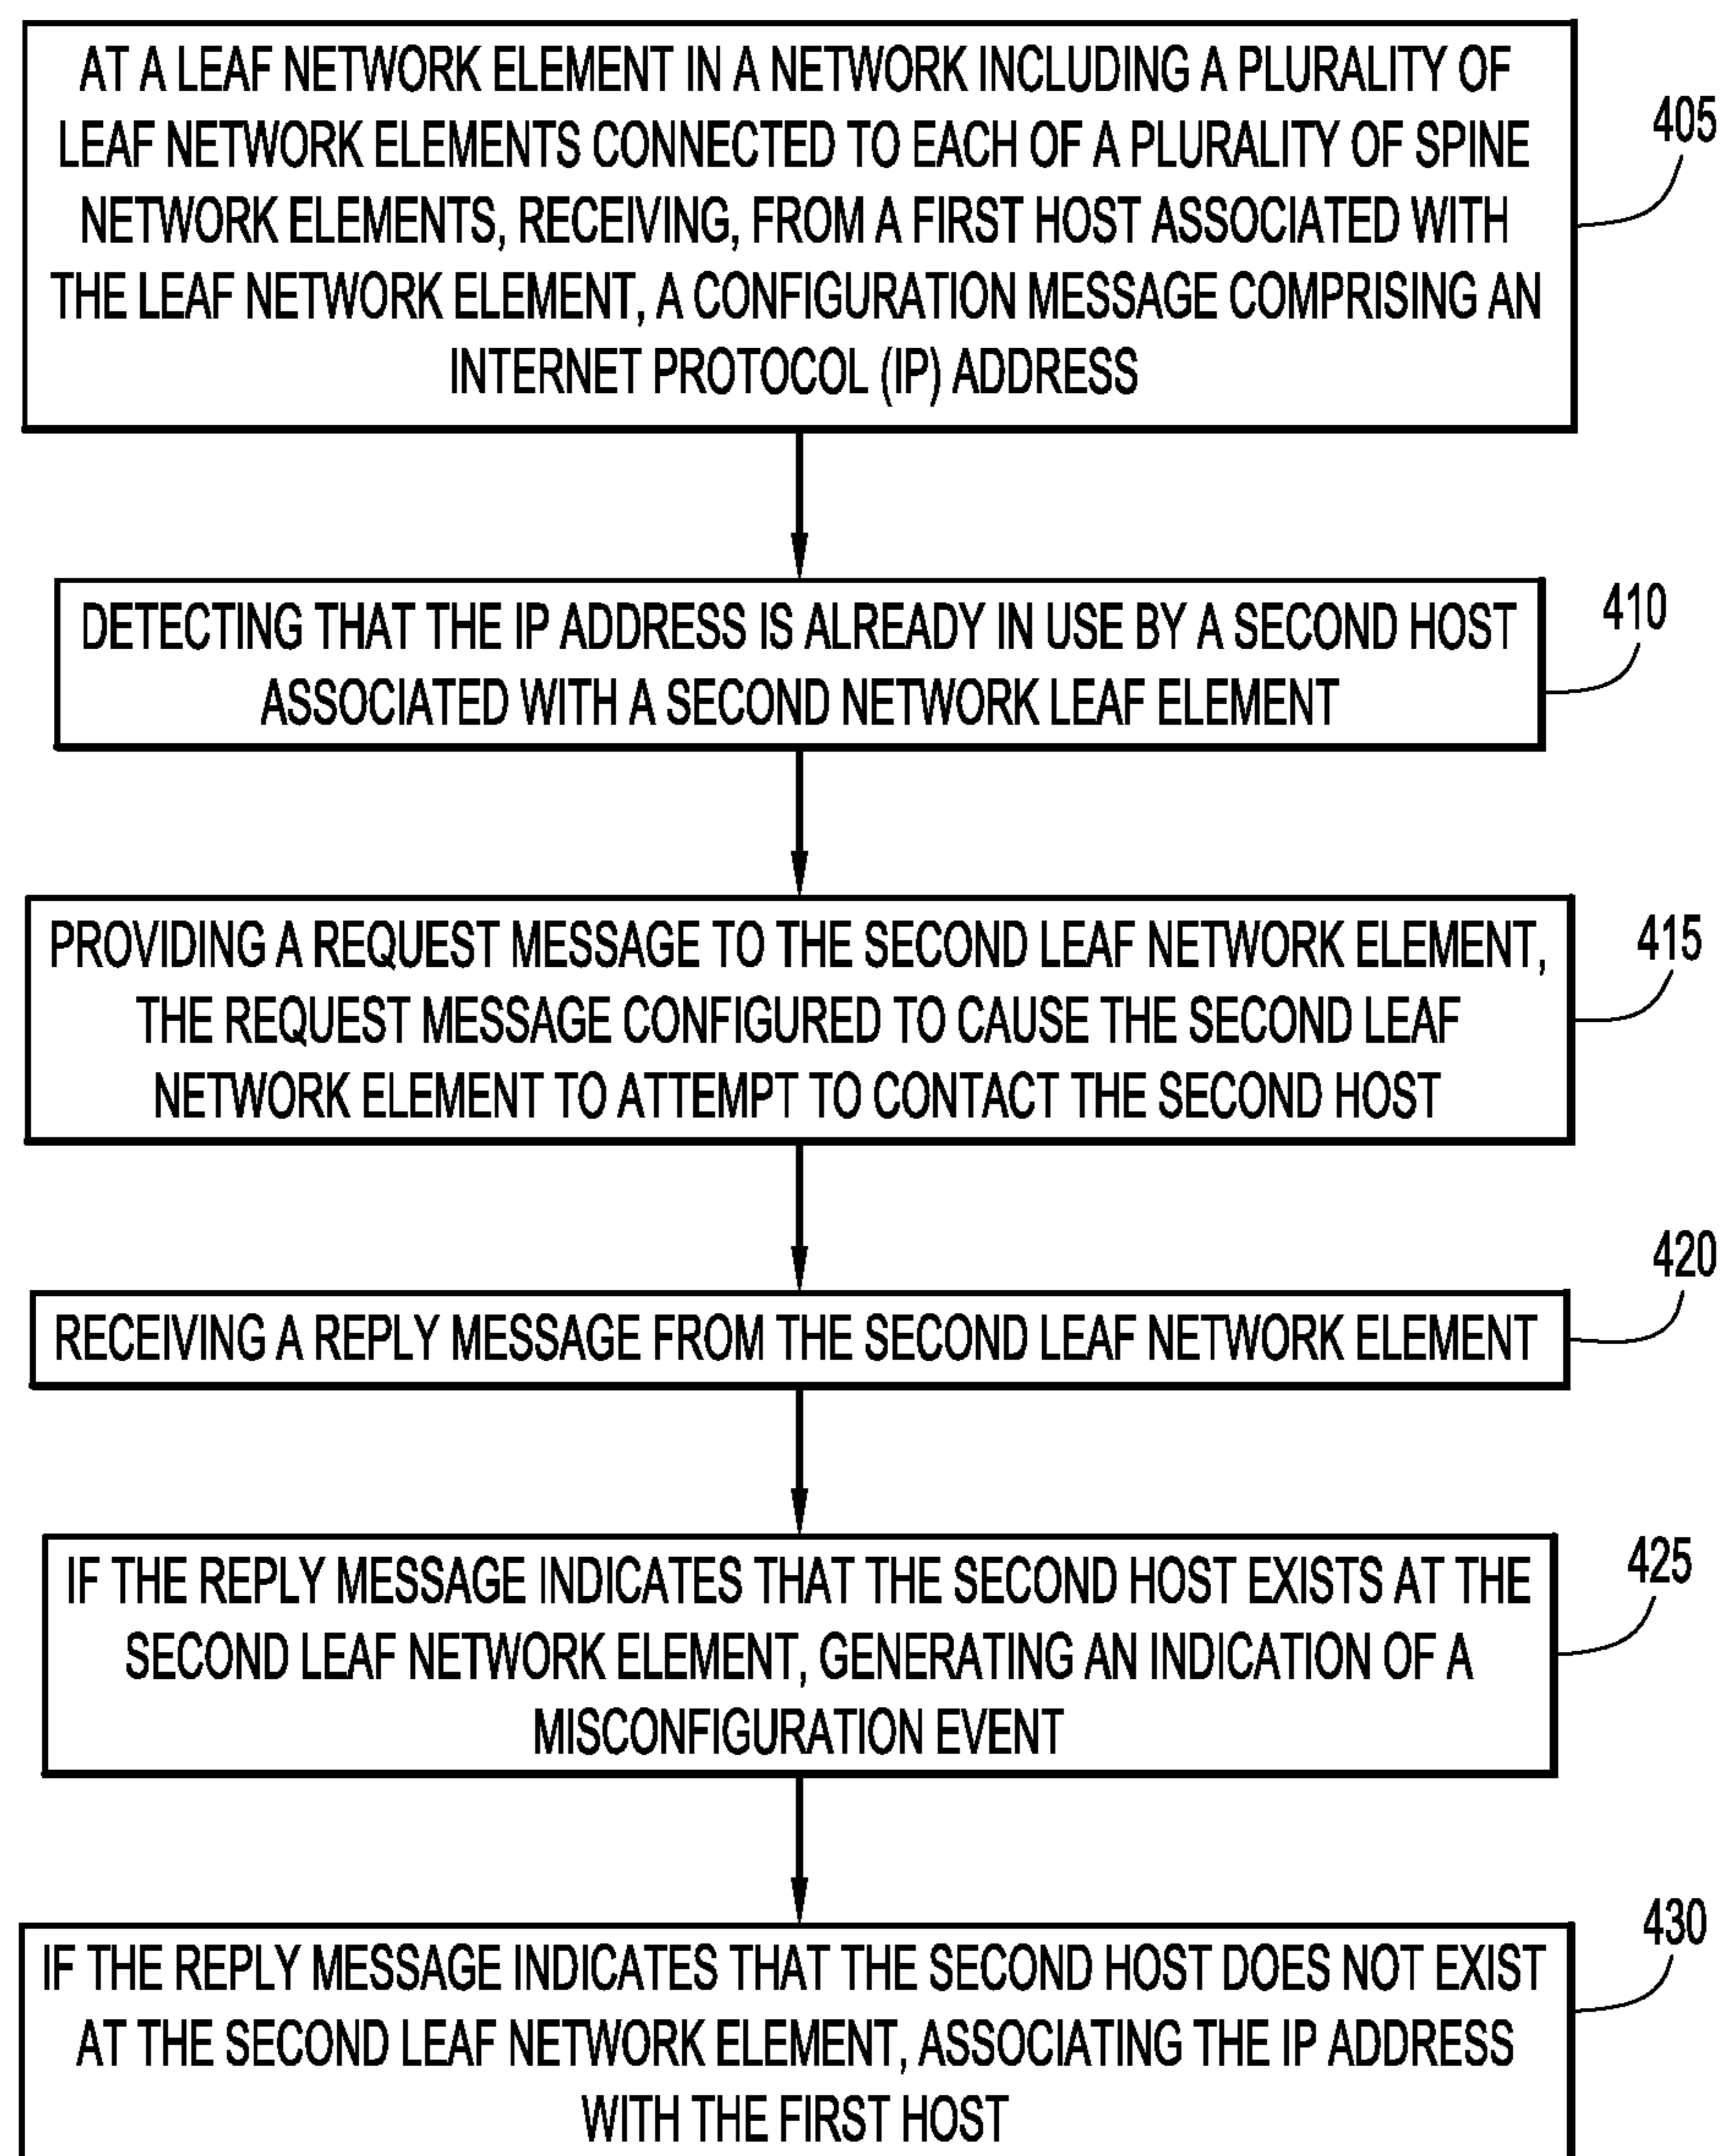 AT A LEAF NETWORK ELEMENT IN A NETWORK INCLUDING A PLURALITY OF
LEAF NETWORK ELEMENTS CONNECTED TO EACH OF A PLURALITY OF SPINE
NETWORK ELEMENTS, RECEIVING, FROM A FIRST HOST ASSOCIATED WITH
THE LEAF NETWORK ELEMENT, A CONFIGURATION MESSAGE COMPRISING AN
INTERNET PROTOCOL (IP) ADDRESS
405
DETECTING THAT THE IP ADDRESS IS ALREADY IN USE BY A SECOND HOST
ASSOCIATED WITH A SECOND NETWORK LEAF ELEMENT
410
PROVIDING A REQUEST MESSAGE TO THE SECOND LEAF NETWORK ELEMENT,
THE REQUEST MESSAGE CONFIGURED TO CAUSE THE SECOND LEAF
NETWORK ELEMENT TO ATTEMPT TO CONTACT THE SECOND HOST
415
RECEIVING A REPLY MESSAGE FROM THE SECOND LEAF NETWORK ELEMENT
420
IF THE REPLY MESSAGE INDICATES THAT THE SECOND HOST EXISTS AT THE
SECOND LEAF NETWORK ELEMENT, GENERATING AN INDICATION OF A
MISCONFIGURATION EVENT
425
IF THE REPLY MESSAGE INDICATES THAT THE SECOND HOST DOES NOT EXIST
AT THE SECOND LEAF NETWORK ELEMENT, ASSOCIATING THE IP ADDRESS
WITH THE FIRST HOST
430